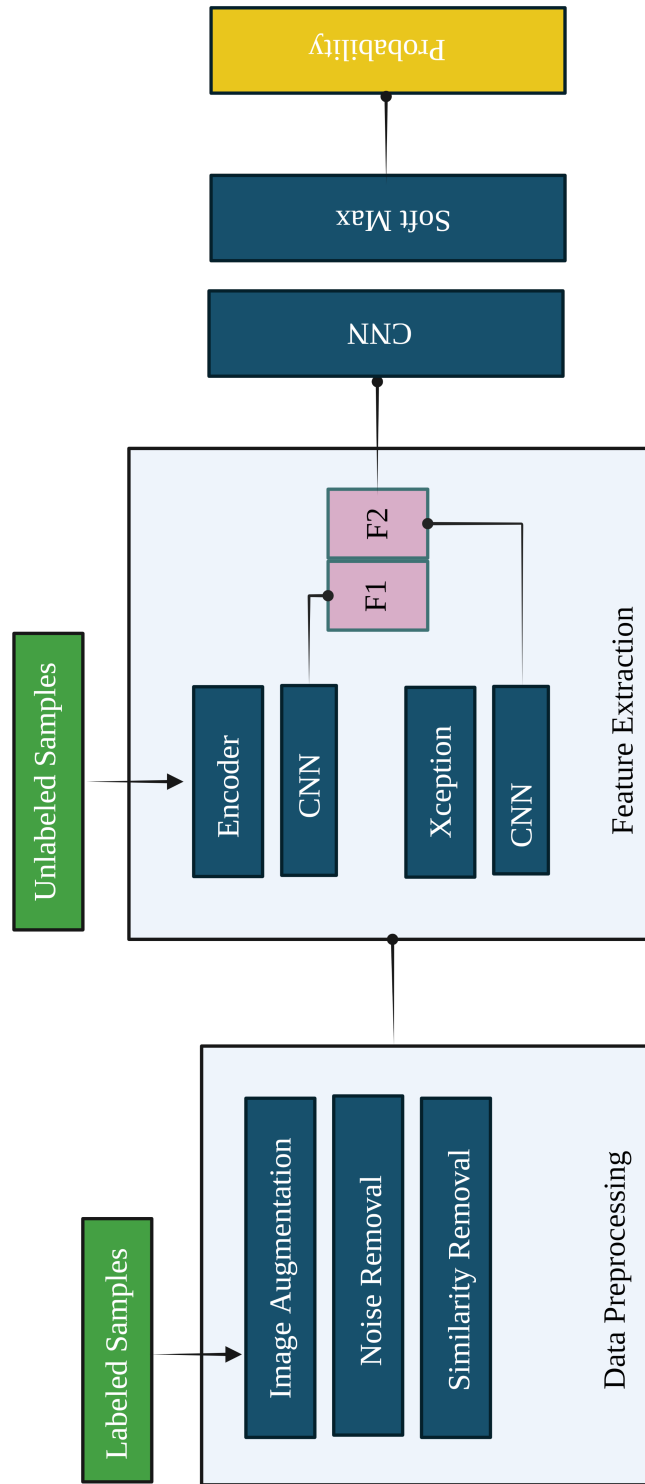 Labeled Samples
Image Augmentation
Noise Removal
Similarity Removal
Data Preprocessing
Unlabeled Samples
Encoder
CNN
Xception
CNN
F1
F2
Feature Extraction
CNN
Soft Max
Probability